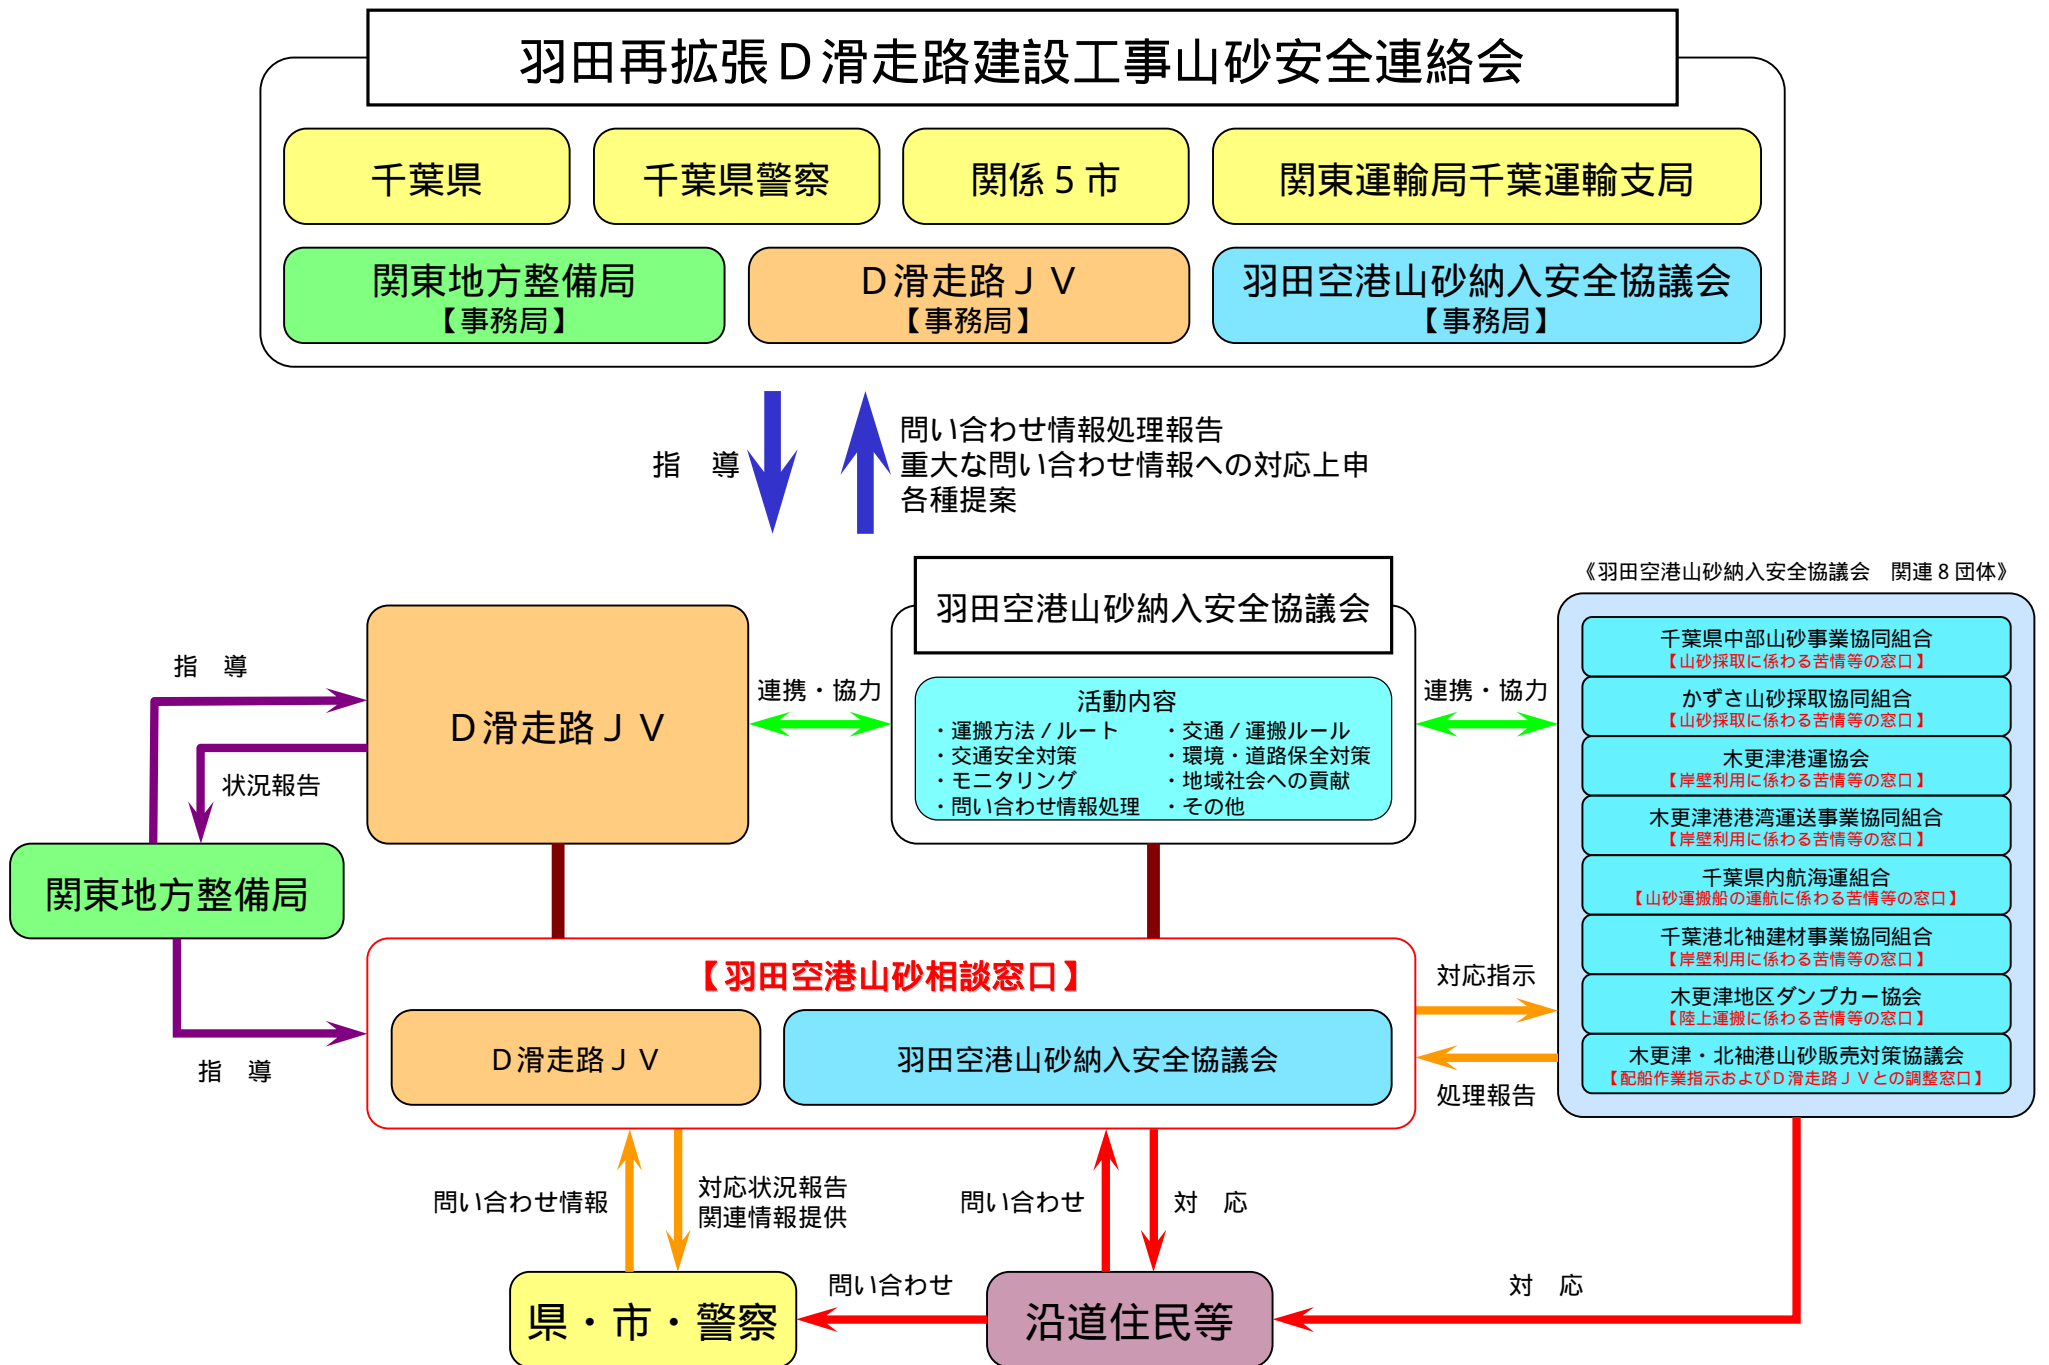 羽田再拡張Ｄ滑走路建設工事山砂安全連絡会
千葉県
千葉県警察
関係５市
関東運輸局千葉運輸支局
関東地方整備局
【事務局】
Ｄ滑走路ＪＶ
【事務局】
羽田空港山砂納入安全協議会
【事務局】
指　導
問い合わせ情報処理報告
重大な問い合わせ情報への対応上申
各種提案
《羽田空港山砂納入安全協議会　関連８団体》
羽田空港山砂納入安全協議会
指　導
Ｄ滑走路ＪＶ
連携・協力
活動内容
・運搬方法／ルート
・交通安全対策
・モニタリング
・問い合わせ情報処理
・交通／運搬ルール
・環境・道路保全対策
・地域社会への貢献
・その他
連携・協力
千葉県中部山砂事業協同組合
【山砂採取に係わる苦情等の窓口】
かずさ山砂採取協同組合
【山砂採取に係わる苦情等の窓口】
木更津港運協会
【岸壁利用に係わる苦情等の窓口】
木更津港港湾運送事業協同組合
【岸壁利用に係わる苦情等の窓口】
千葉県内航海運組合
【山砂運搬船の運航に係わる苦情等の窓口】
千葉港北袖建材事業協同組合
【岸壁利用に係わる苦情等の窓口】
木更津地区ダンプカー協会
【陸上運搬に係わる苦情等の窓口】
木更津・北袖港山砂販売対策協議会
【配船作業指示およびＤ滑走路ＪＶとの調整窓口】
状況報告
関東地方整備局
【羽田空港山砂相談窓口】
Ｄ滑走路ＪＶ
羽田空港山砂納入安全協議会
対応指示
処理報告
指　導
問い合わせ情報
対応状況報告
関連情報提供
問い合わせ
対　応
県・市・警察
問い合わせ
沿道住民等
対　応